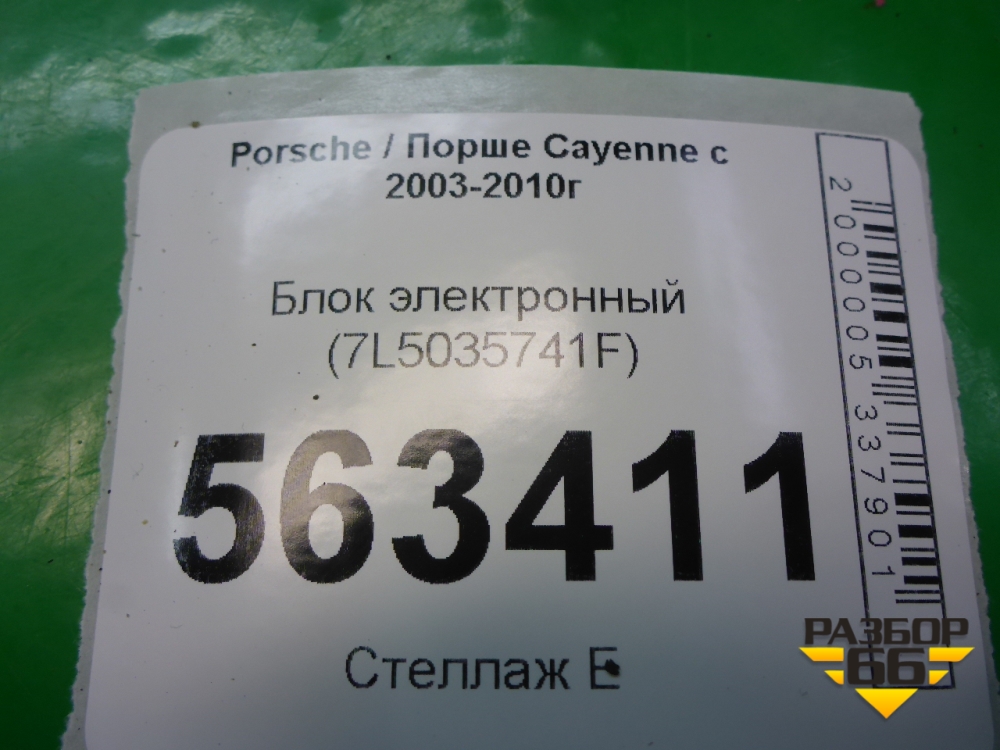 Porsche / Порше Cayenne с
2003-2010г
Блок электронный
(7L5035741F)
563411
Стеллаж Е
2000005337901
РАЗБОР
66